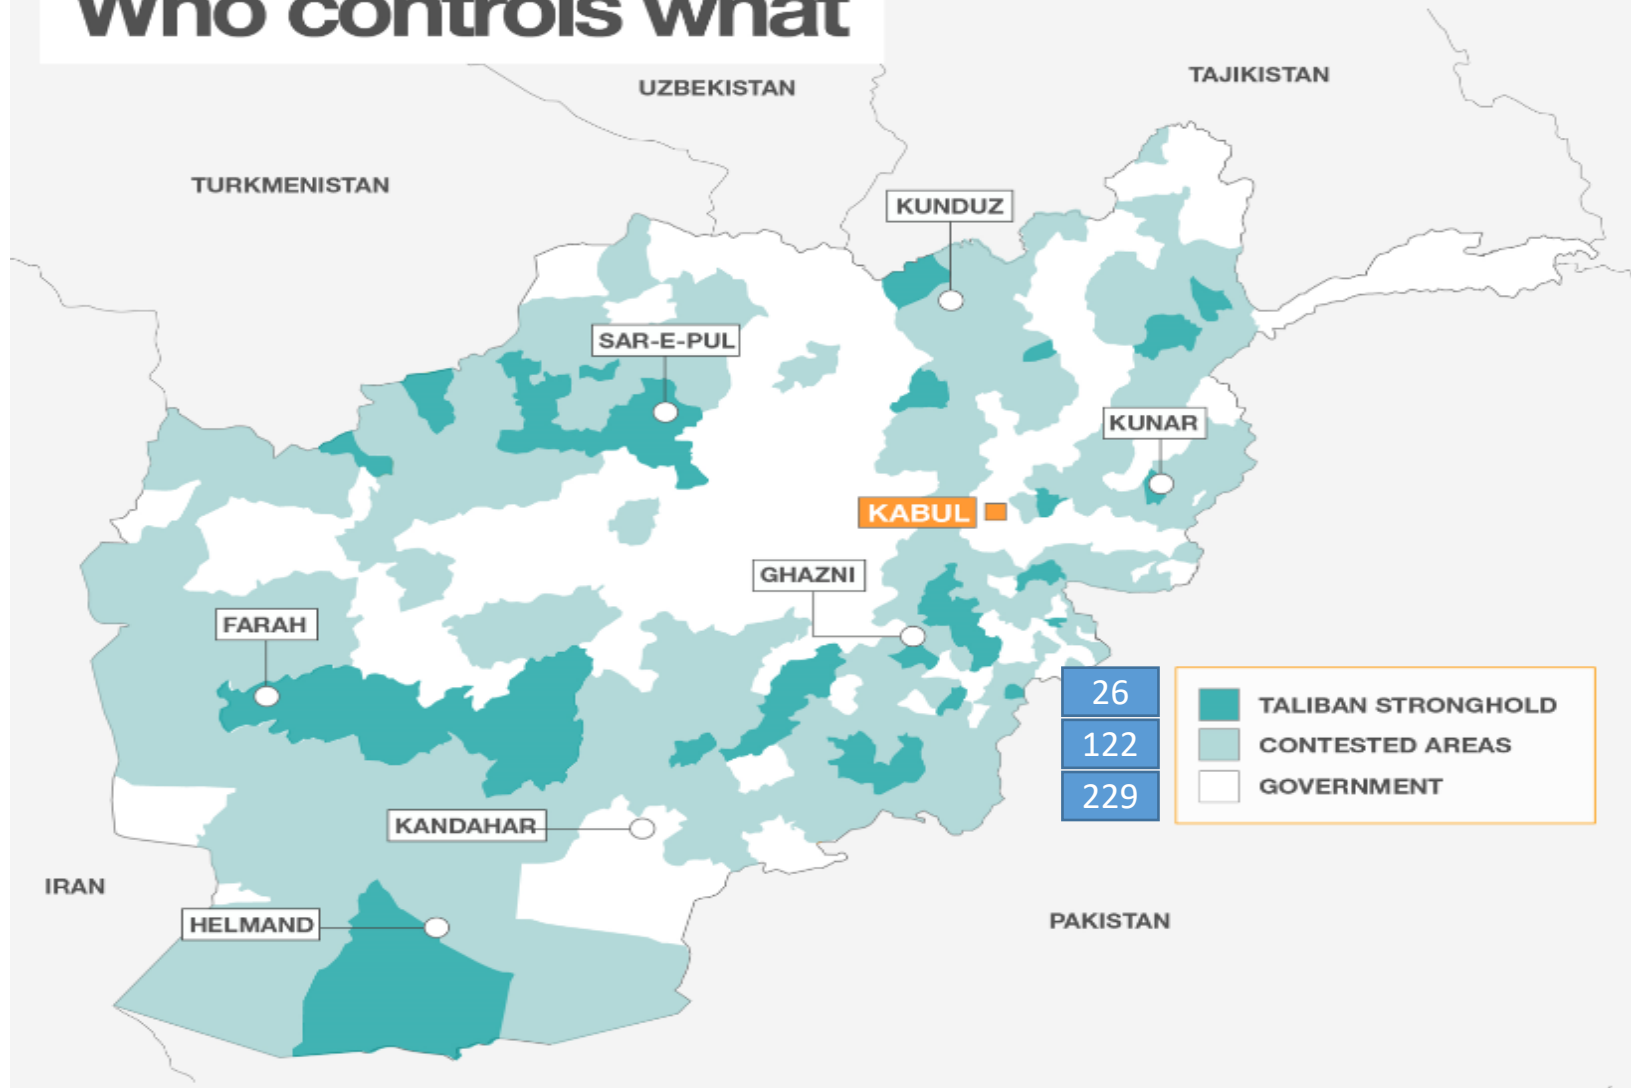 Who controls what
UZBEKISTAN
TAJIKISTAN
TURKMENISTAN
KUNDUZ
SAR-E-PUL
KUNAR
KABUL
GHAZNI
FARAH
26
TALIBAN STRONGHOLD
122
CONTESTED AREAS
229
GOVERNMENT
KANDAHAR
IRAN
HELMAND
PAKISTAN